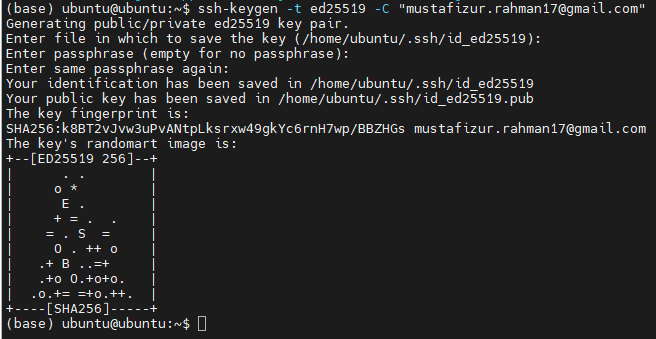 (base) ubuntu@ubuntu:~$ ssh-keygen -t ed25519 -C "mustafizur.rahman17@gmail.com"
Generating public/private ed25519 key pair.
Enter file in which to save the key (/home/ubuntu/.ssh/id_ed25519):
Enter passphrase (empty for no passphrase):
Enter same passphrase again:
Your identification has been saved in /home/ubuntu/.ssh/id_ed25519
Your public key has been saved in /home/ubuntu/.ssh/id_ed25519.pub
The key fingerprint is:
SHA256:k8BT2vJvw3uPvANtpLksrxw49gkYc6rnH7wp/BBZHGs mustafizur.rahman17@gmail.com
The key's randomart image is:
+--[ED25519 256]--+
|      . .        |
|     o *         |
|      E .        |
|     + = .  .    |
|    = . S  =     |
|     O . ++ o    |
|   .+ B ..=+     |
|   .+o O.+o+o.   |
|  .o.+= =+o.++.  |
+----[SHA256]-----+
(base) ubuntu@ubuntu:~$